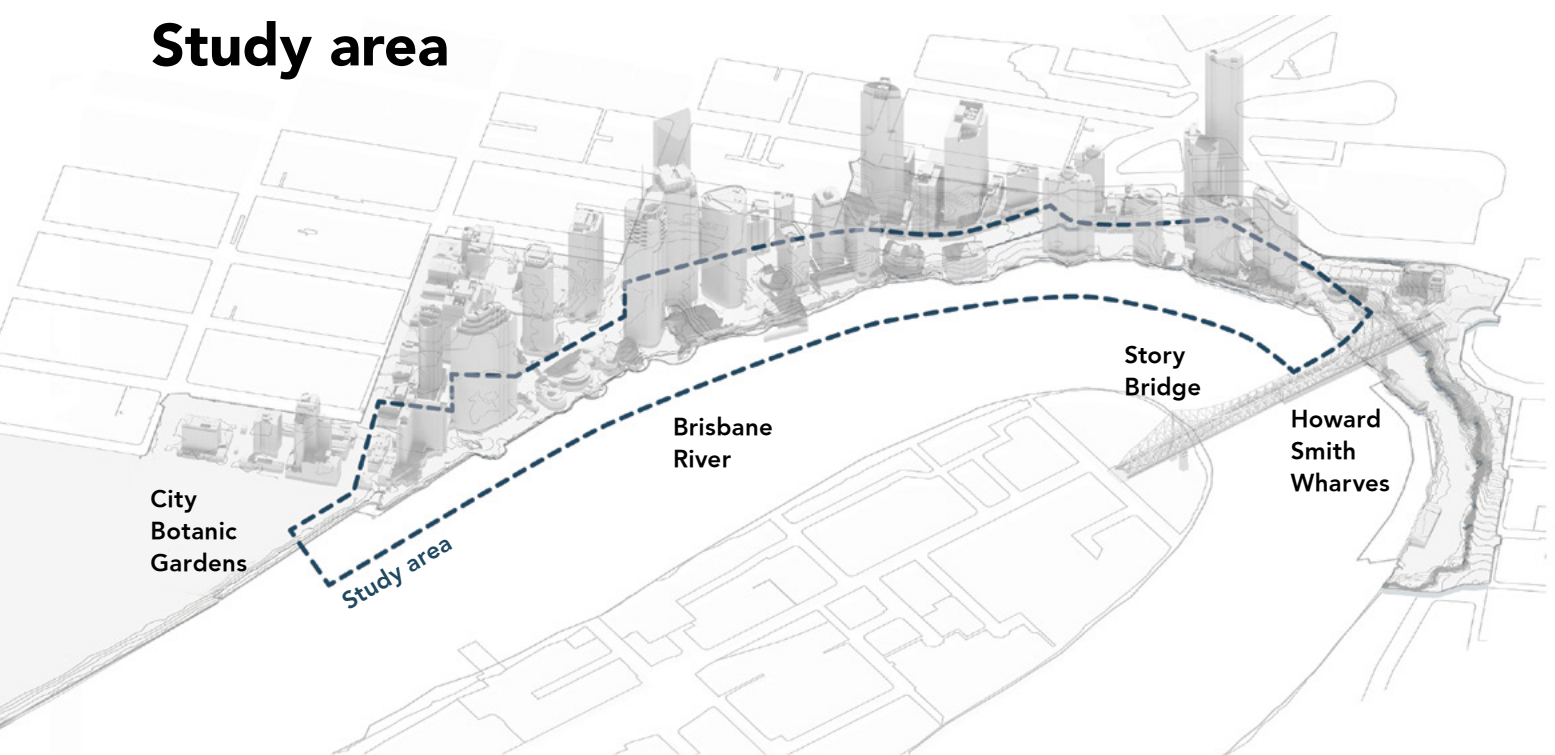 Study area
Story
Bridge
Brisbane
River
Howard
Smith
Wharves
City
Botanic
Gardens
Study area